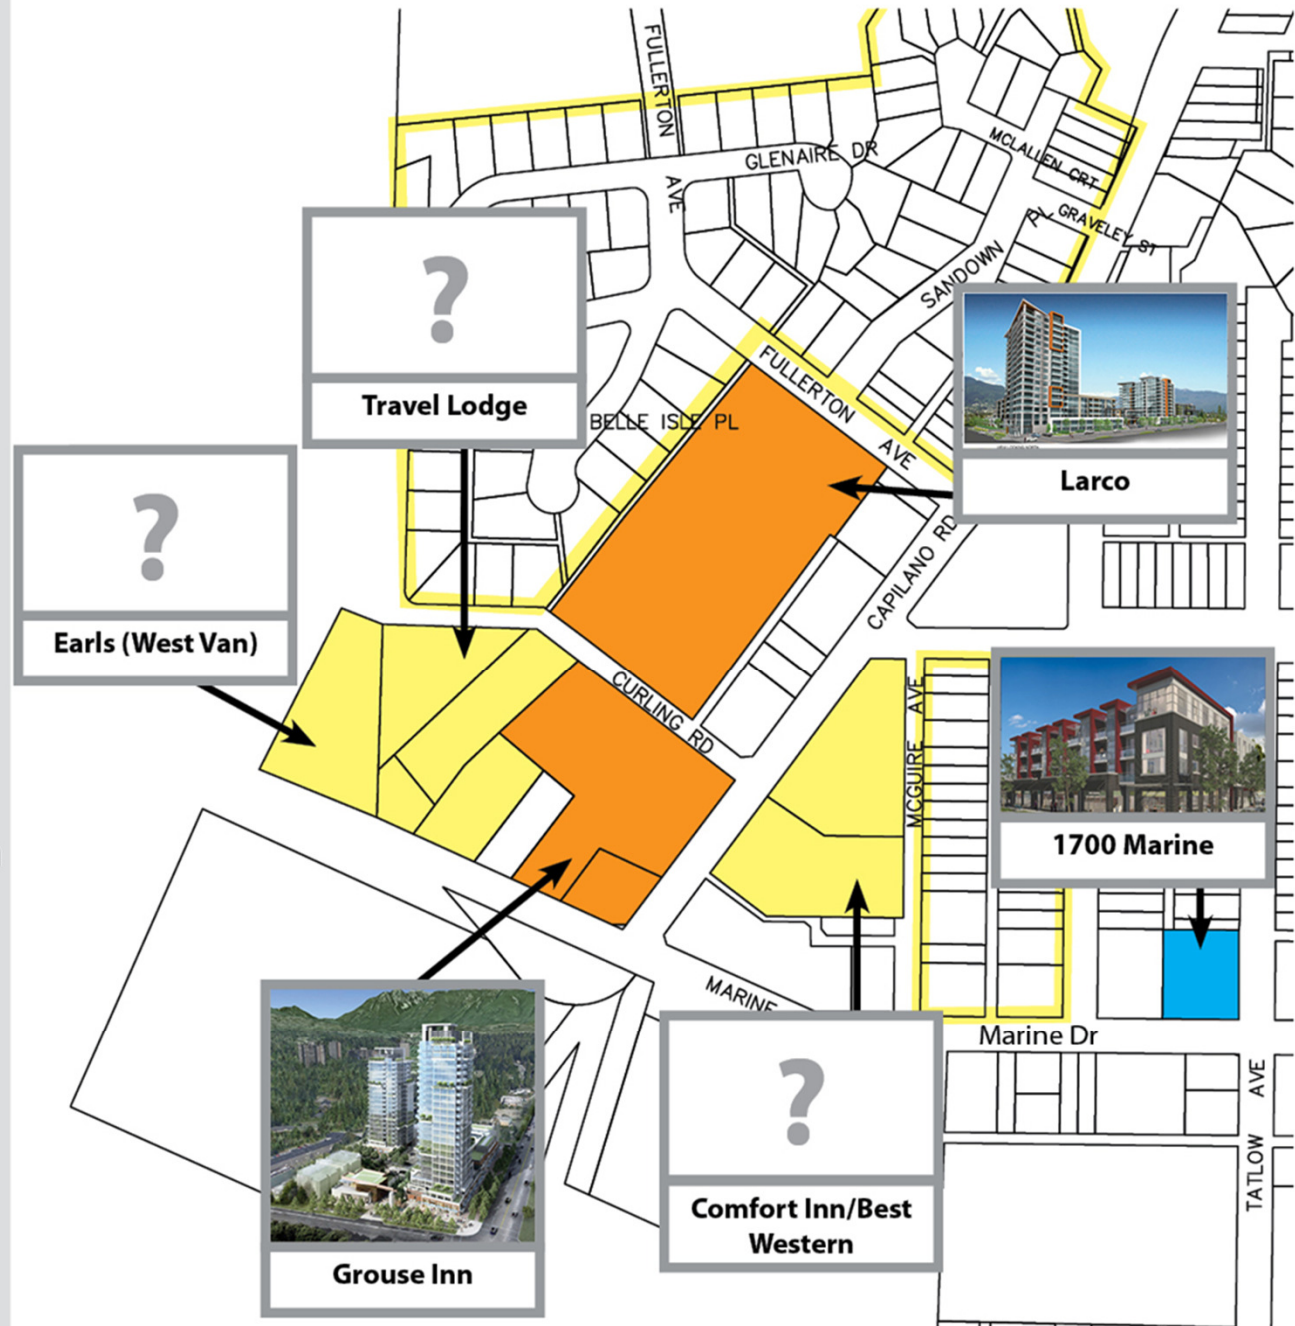 FULLERTON
AVE
GLENAIRE DR
MCLALLEN CRT
GRAVELEY ST
SANDOWN
PL
?
Travel Lodge
FULLERTON
AVE
BELLE ISLE PL
Larco
?
Earls (West Van)
CAPILANO RD
CURLING RD
MCGUIRE AVE
1700 Marine
MARINE
Marine Dr
Grouse Inn
?
Comfort Inn/Best
Western
TATLOW AVE